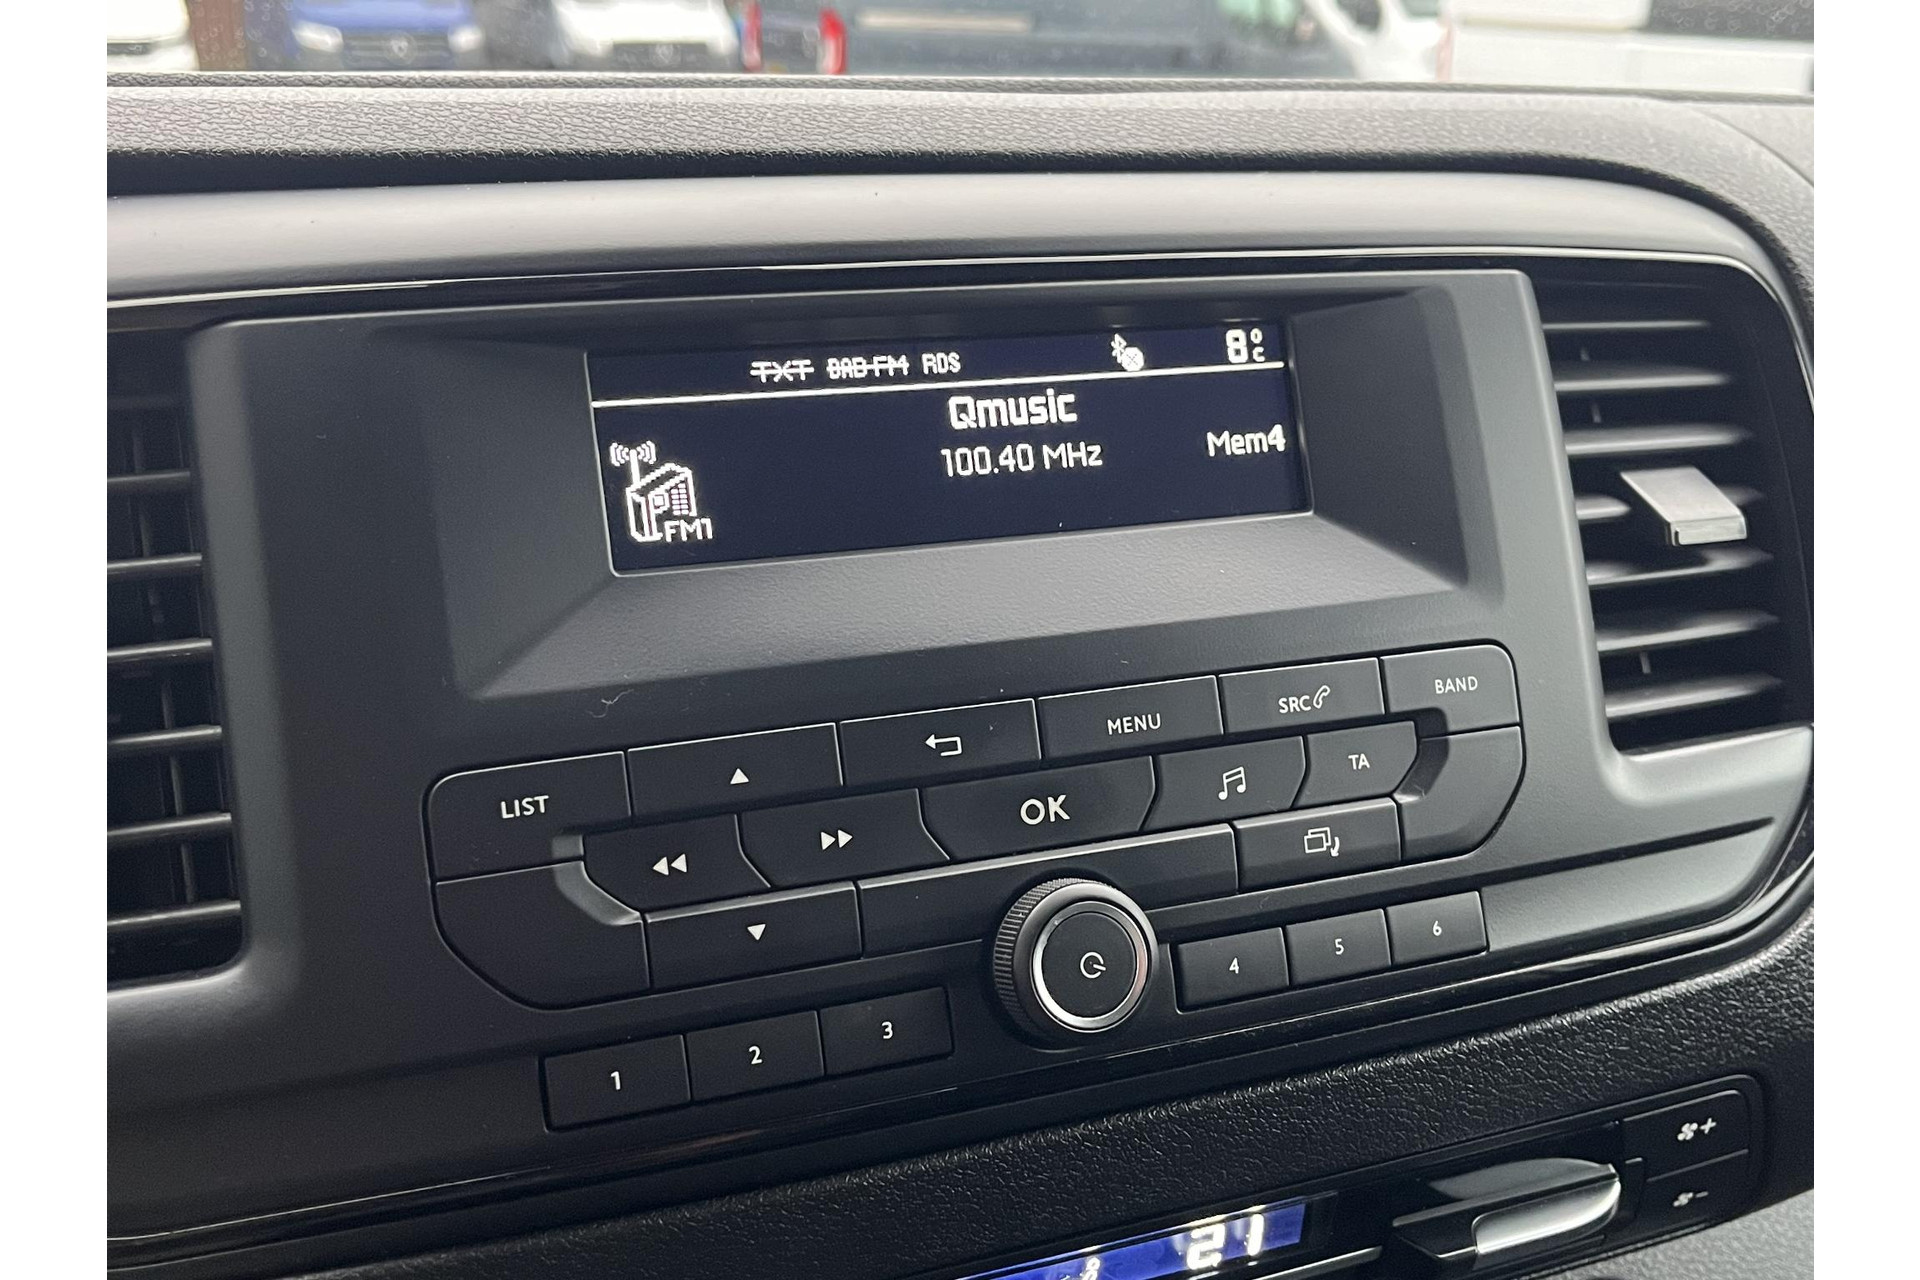 TXT DAB FM RDS 8°C
Qmusic
100.40 MHz
Mem4
FM1
LIST
MENU
SRC
BAND
OK
TA
1 2 3
4 5 6
21